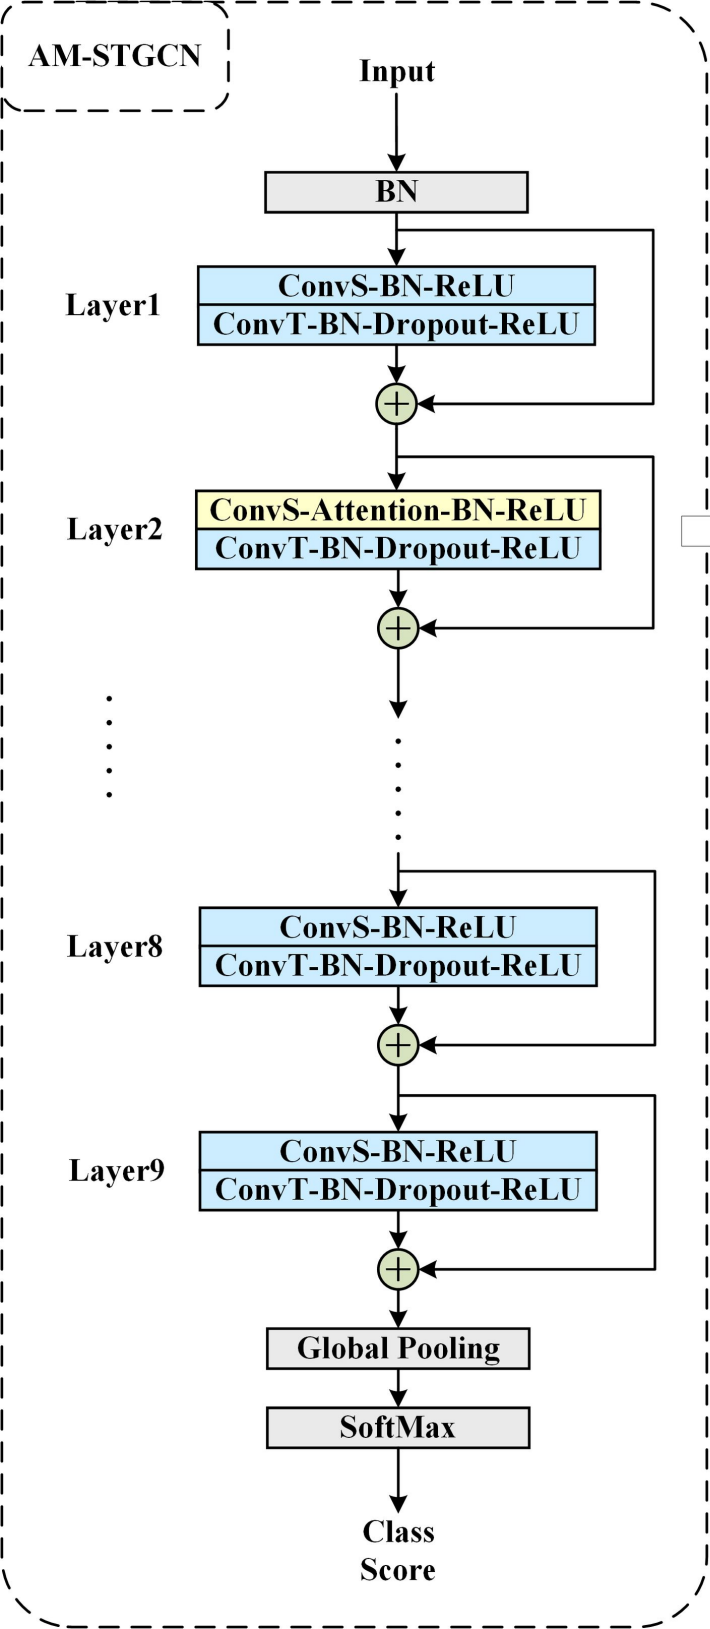 AM-STGCN
Input
BN
Layer1
ConvS-BN-ReLU
ConvT-BN-Dropout-ReLU
Layer2
ConvS-Attention-BN-ReLU
ConvT-BN-Dropout-ReLU
Layer8
ConvS-BN-ReLU
ConvT-BN-Dropout-ReLU
Layer9
ConvS-BN-ReLU
ConvT-BN-Dropout-ReLU
Global Pooling
SoftMax
Class
Score